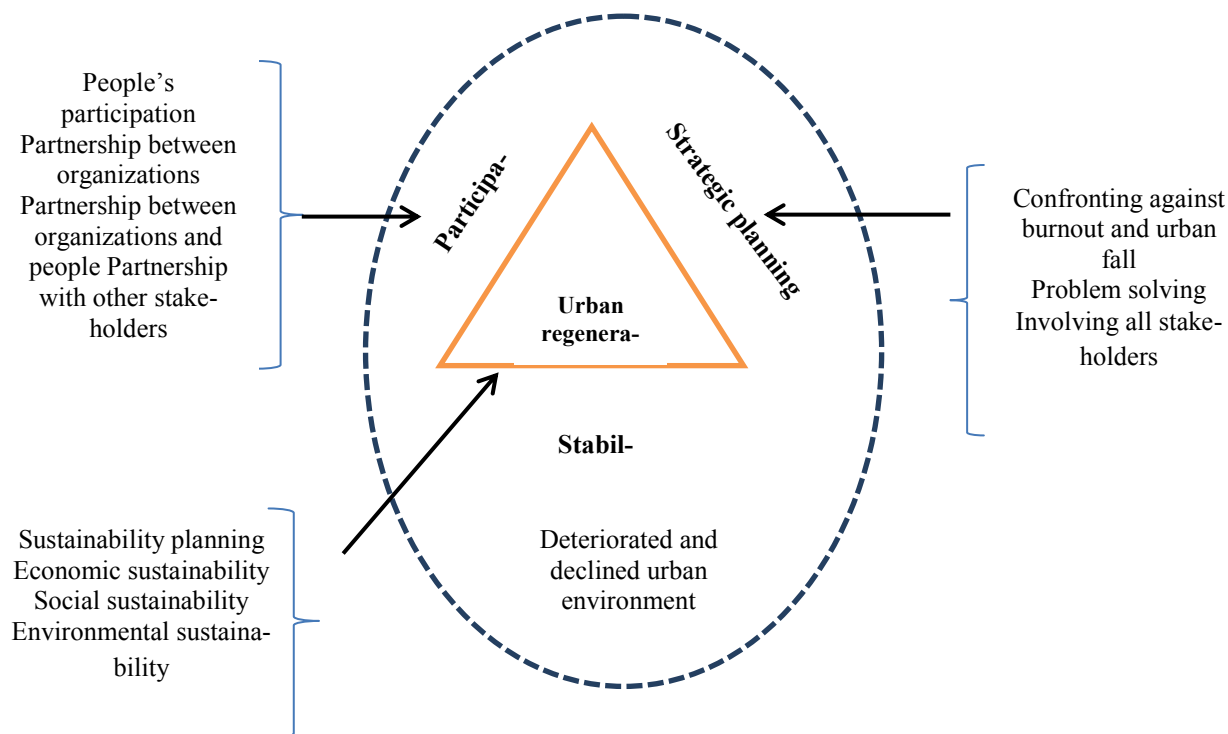 People’s
participation
Partnership between
organizations
Partnership between
organizations and
people Partnership
with other stake-
holders
Participa-
Strategic planning
Urban
regenera-
Stabil-
Deteriorated and
declined urban
environment
Confronting against
burnout and urban
fall
Problem solving
Involving all stake-
holders
Sustainability planning
Economic sustainability
Social sustainability
Environmental sustaina-
bility